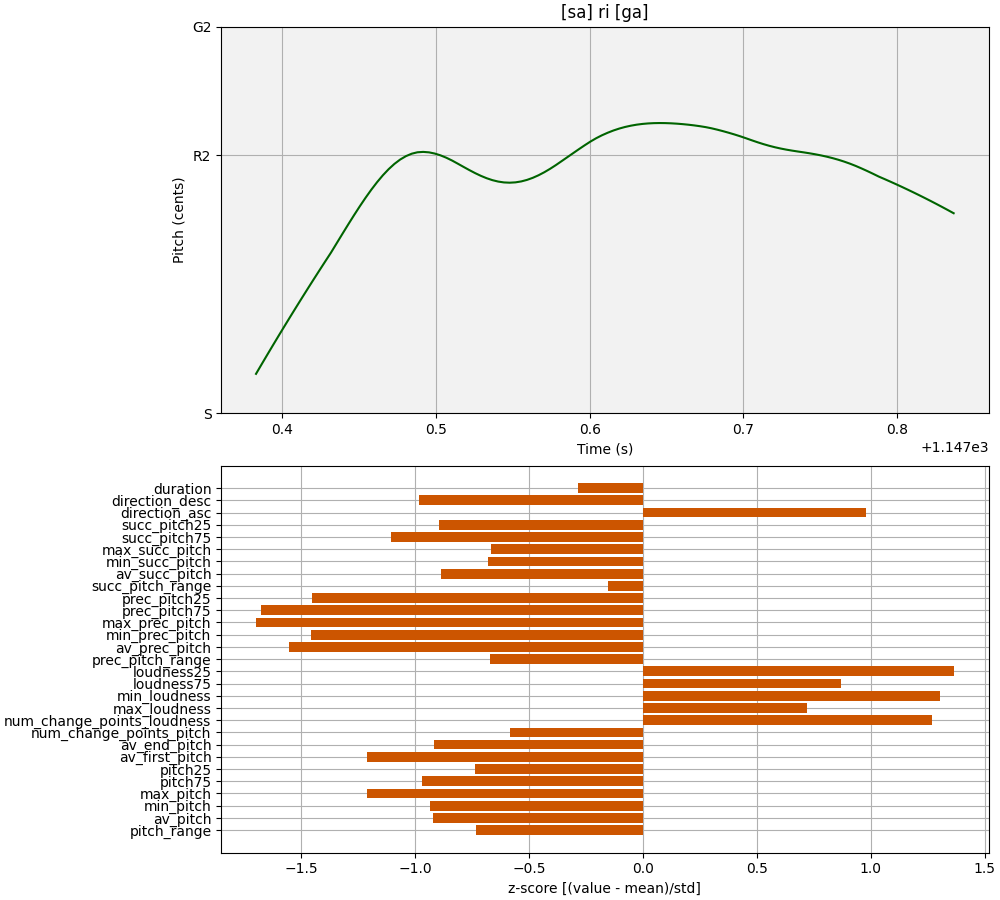 [sa] ri [ga]
G2
R2
S
Pitch (cents)
0.4 0.5 0.6 0.7 0.8
Time (s)
+1.147e3
duration
direction_desc
direction_asc
succ_pitch25
succ_pitch75
max_succ_pitch
min_succ_pitch
av_succ_pitch
succ_pitch_range
prec_pitch25
prec_pitch75
max_prec_pitch
min_prec_pitch
av_prec_pitch
prec_pitch_range
loudness25
loudness75
min_loudness
max_loudness
num_change_points_loudness
num_change_points_pitch
av_end_pitch
av_first_pitch
pitch25
pitch75
max_pitch
min_pitch
av_pitch
pitch_range
−1.5 −1.0 −0.5 0.0 0.5 1.0 1.5
z-score [(value - mean)/std]